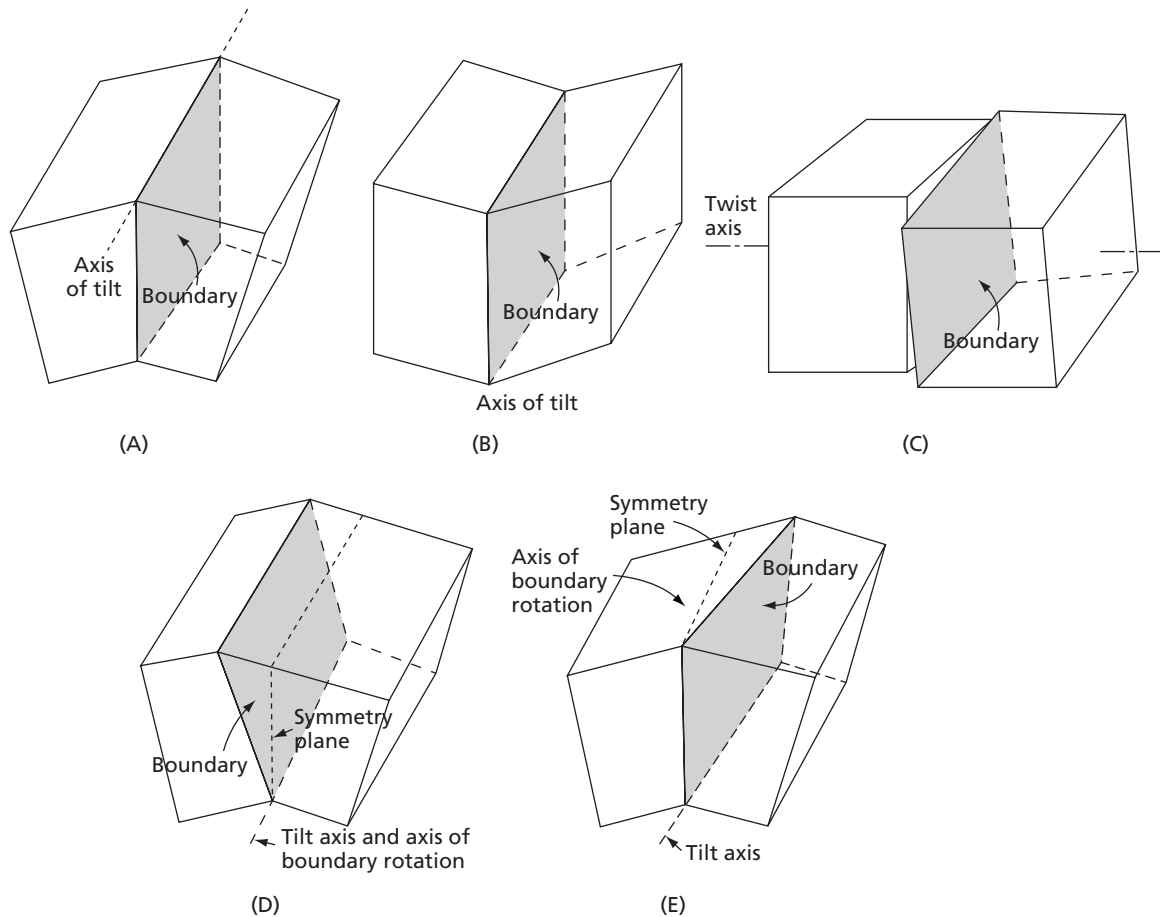 Axis
of tilt
Boundary
(A)
Boundary
Axis of tilt
(B)
Twist
axis
Boundary
(C)
Symmetry
plane
Boundary
Tilt axis and axis of
boundary rotation
(D)
Symmetry
plane
Axis of
boundary
rotation
Boundary
Tilt axis
(E)